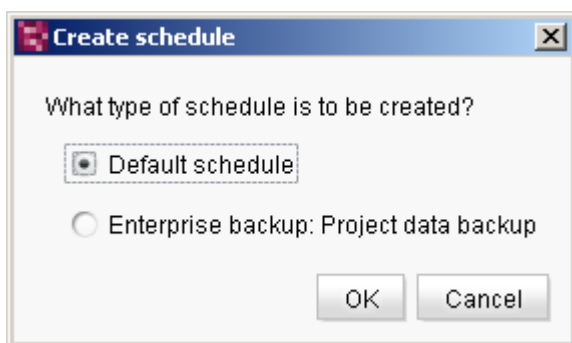 Create schedule
What type of schedule is to be created?
Default schedule
Enterprise backup: Project data backup
OK Cancel